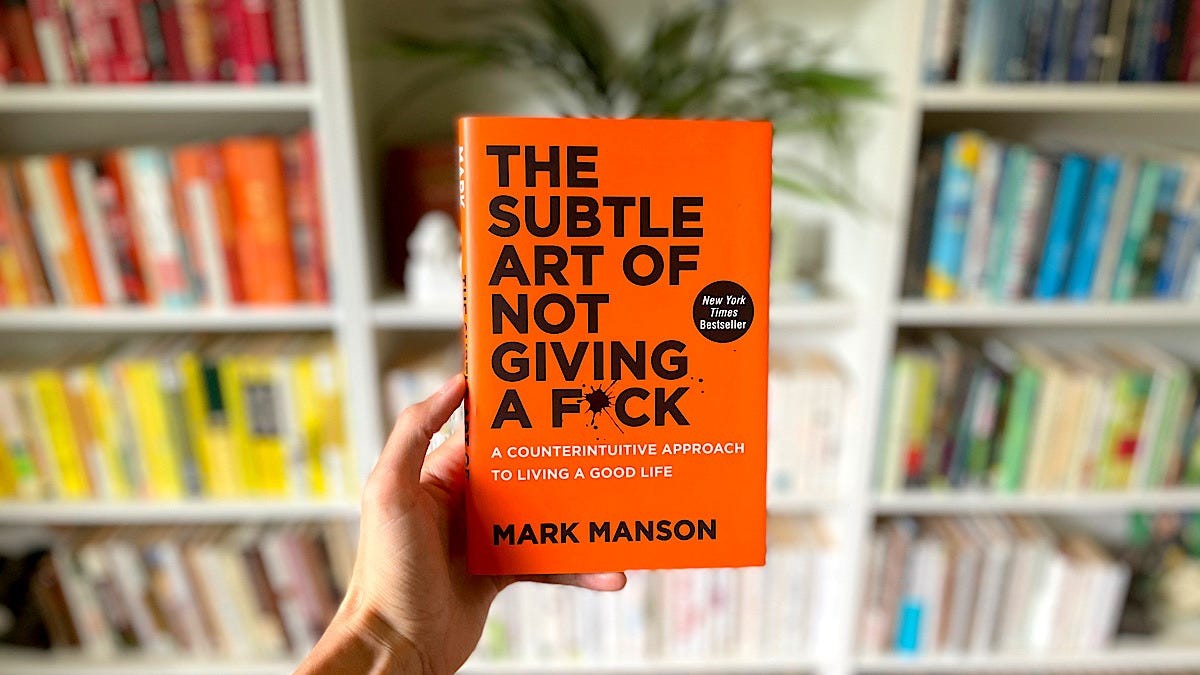 THE
SUBTLE
ART OF
NOT
GIVING
A F*CK
New York
Times
Bestseller
A COUNTERINTUITIVE APPROACH
TO LIVING A GOOD LIFE
MARK MANSON
MARK